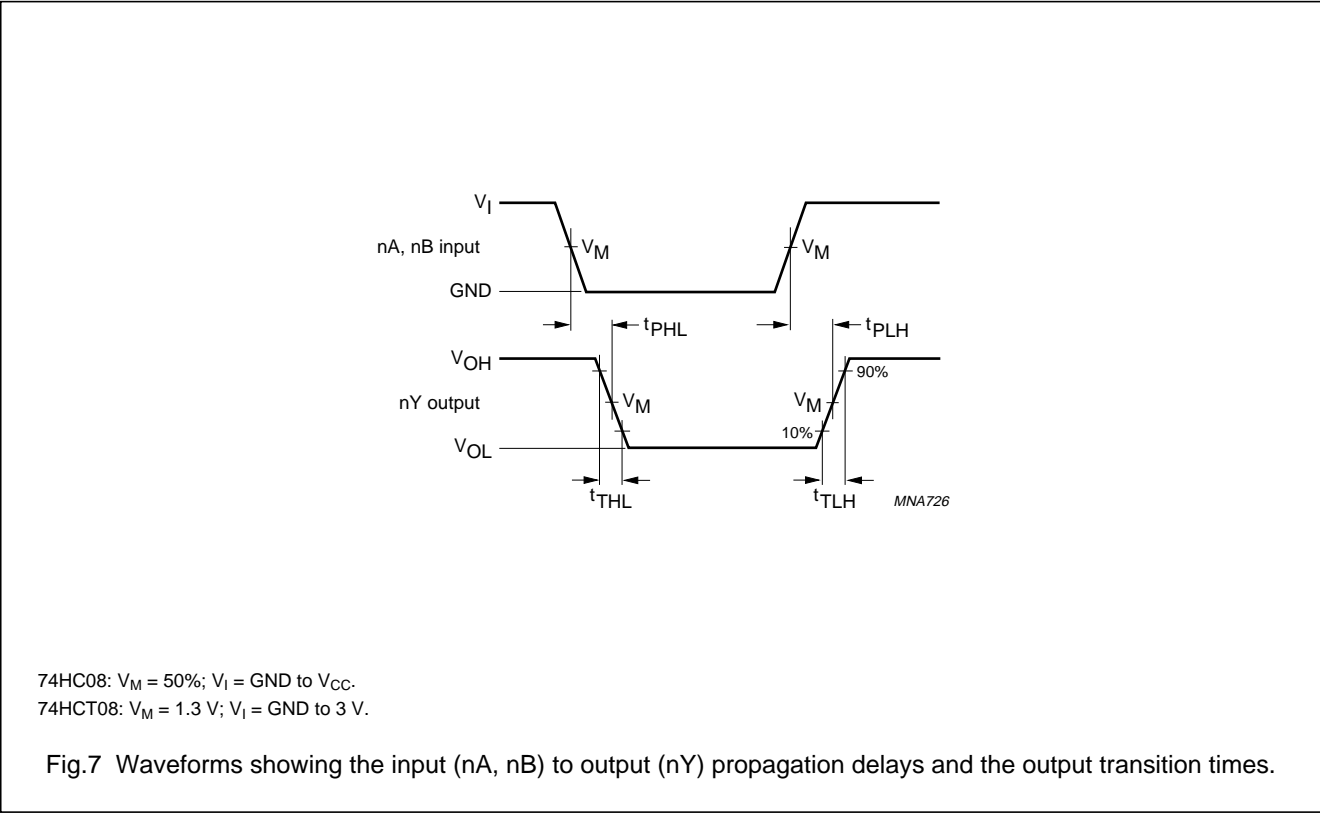 VI
nA, nB input
VM
VM
GND
tPHL
tPLH
VOH
90%
nY output
VM
VM
10%
VOL
tTHL
tTLH
MNA726
74HC08: VM = 50%; VI = GND to VCC.
74HCT08: VM = 1.3 V; VI = GND to 3 V.
Fig.7 Waveforms showing the input (nA, nB) to output (nY) propagation delays and the output transition times.